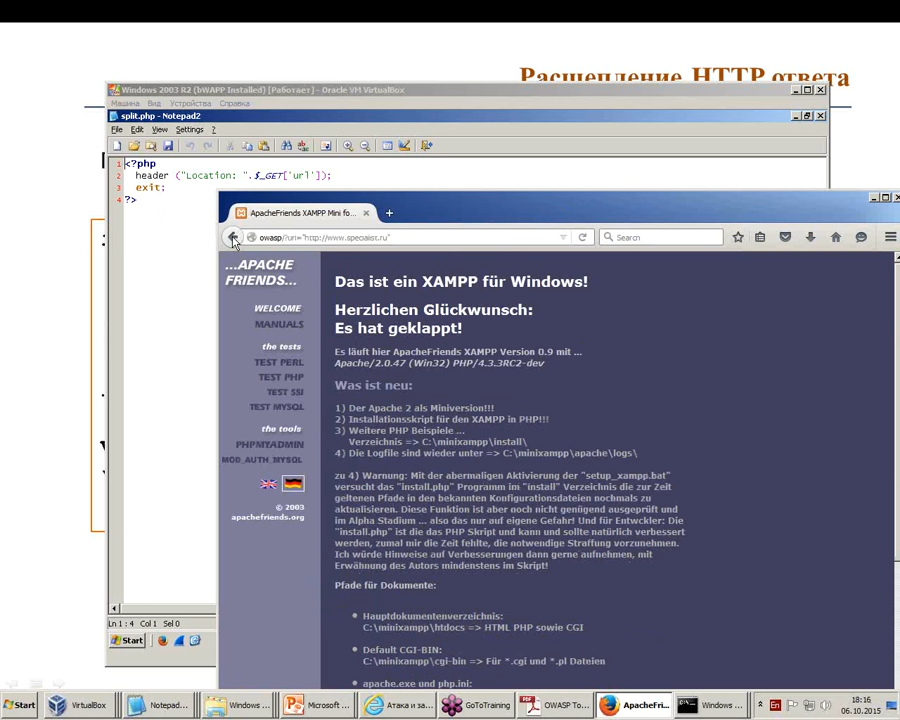 Расщепление HTTP ответа
Windows 2003 R2 (bWAPP Installed) [Работает] - Oracle VM VirtualBox
Машина Вид Устройства Справка
split.php - Notepad2
File Edit View Settings ?
1 <?php
2 header ("Location: ".$_GET['url']);
3 exit;
4 ?>
ApacheFriends XAMPP Mini fo...
owasp/?url="http://www.specialist.ru"
Search
...APACHE
FRIENDS...
WELCOME
MANUALS
the tests
TEST PERL
TEST PHP
TEST SSI
TEST MYSQL
the tools
PHPMYADMIN
MOD_AUTH_MYSQL
© 2003
apachefriends.org
Das ist ein XAMPP für Windows!
Herzlichen Glückwunsch:
Es hat geklappt!
Es läuft hier ApacheFriends XAMPP Version 0.9 mit ...
Apache/2.0.47 (Win32) PHP/4.3.3RC2-dev
Was ist neu:
1) Der Apache 2 als Miniversion!!!
2) Installationsskript für den XAMPP in PHP!!!
3) Weitere PHP Beispiele ...
Verzeichnis => C:\minixampp\install\
4) Die Logfile sind wieder unter => C:\minixampp\apache\logs\
zu 4) Warnung: Mit der abermaligen Aktivierung der "setup_xampp.bat"
versucht das "install.php" Programm im "install" Verzeichnis die zur Zeit
geltenen Pfade in den bekannten Konfigurationsdateien nochmals zu
aktualisieren. Diese Funktion ist aber noch nicht genügend ausgeprüft und
im Alpha Stadium ... also das nur auf eigene Gefahr! Und für Entwckler: Die
"install.php" ist die das PHP Skript und kann und sollte natürlich verbessert
werden, zumal mir die Zeit fehlte, die notwendige Straffung vorzunehmen.
Ich würde Hinweise auf Verbesserungen dann gerne aufnehmen, mit
Erwähnung des Autors mindenstens im Skript!
Pfade für Dokumente:
Hauptdokumentenverzeichnis:
C:\minixampp\htdocs => HTML PHP sowie CGI
Default CGI-BIN:
C:\minixampp\cgi-bin => Für *.cgi und *.pl Dateien
apache.exe und php.ini:
Ln 1 : 4 Col 1 Sel 0
Start
Start VirtualBox Notepad... Windows ... Microsoft ... Атака и за... GoToTraining OWASP To... ApacheFri... Windows ... En 18:16
06.10.2015